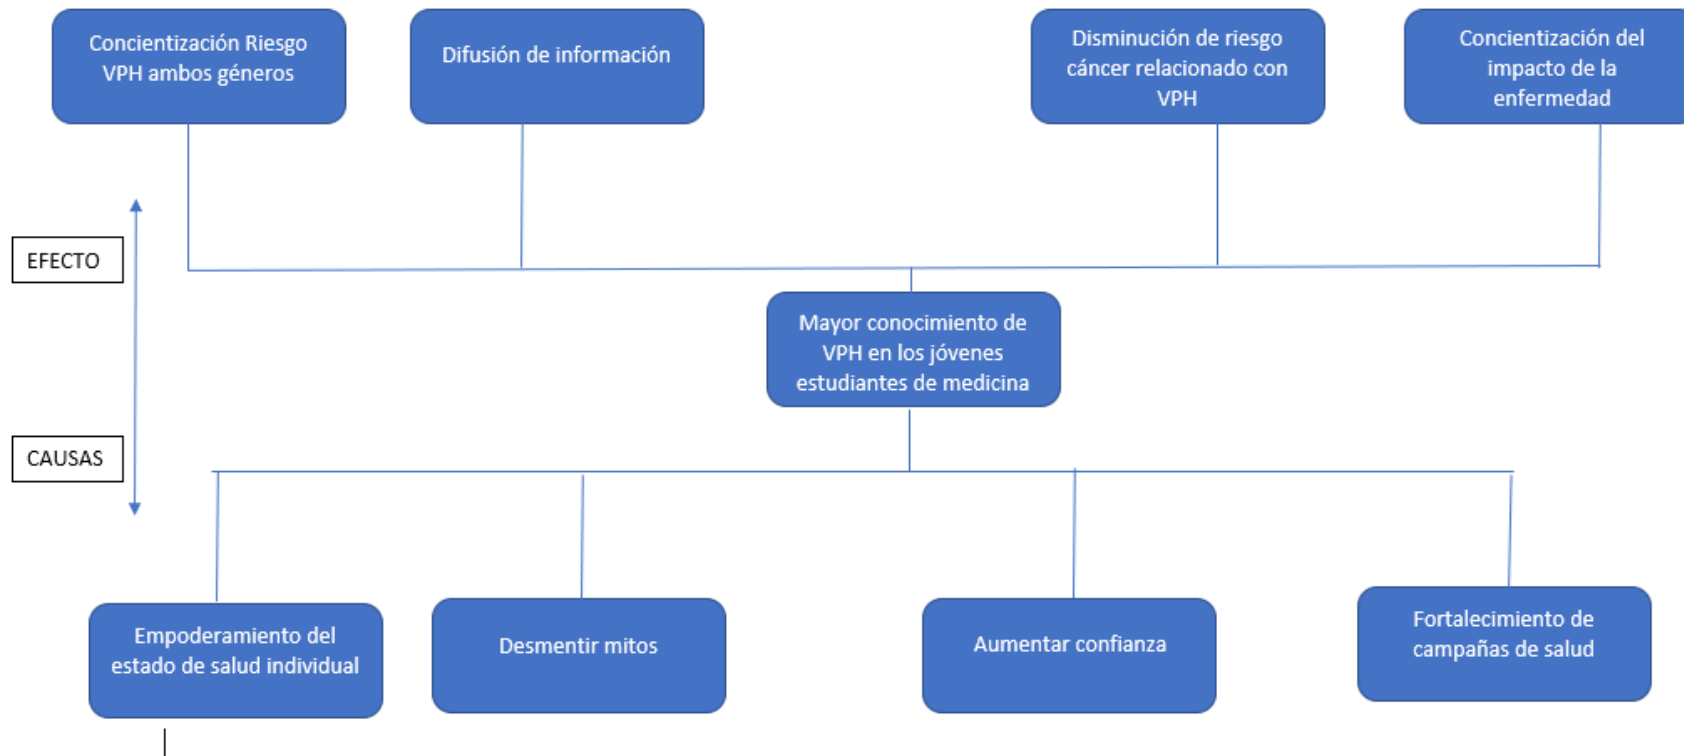 Concientización Riesgo
VPH ambos géneros
Difusión de información
Disminución de riesgo
cáncer relacionado con
VPH
Concientización del
impacto de la
enfermedad
EFECTO
Mayor conocimiento de
VPH en los jóvenes
estudiantes de medicina
CAUSAS
Empoderamiento del
estado de salud individual
Desmentir mitos
Aumentar confianza
Fortalecimiento de
campañas de salud